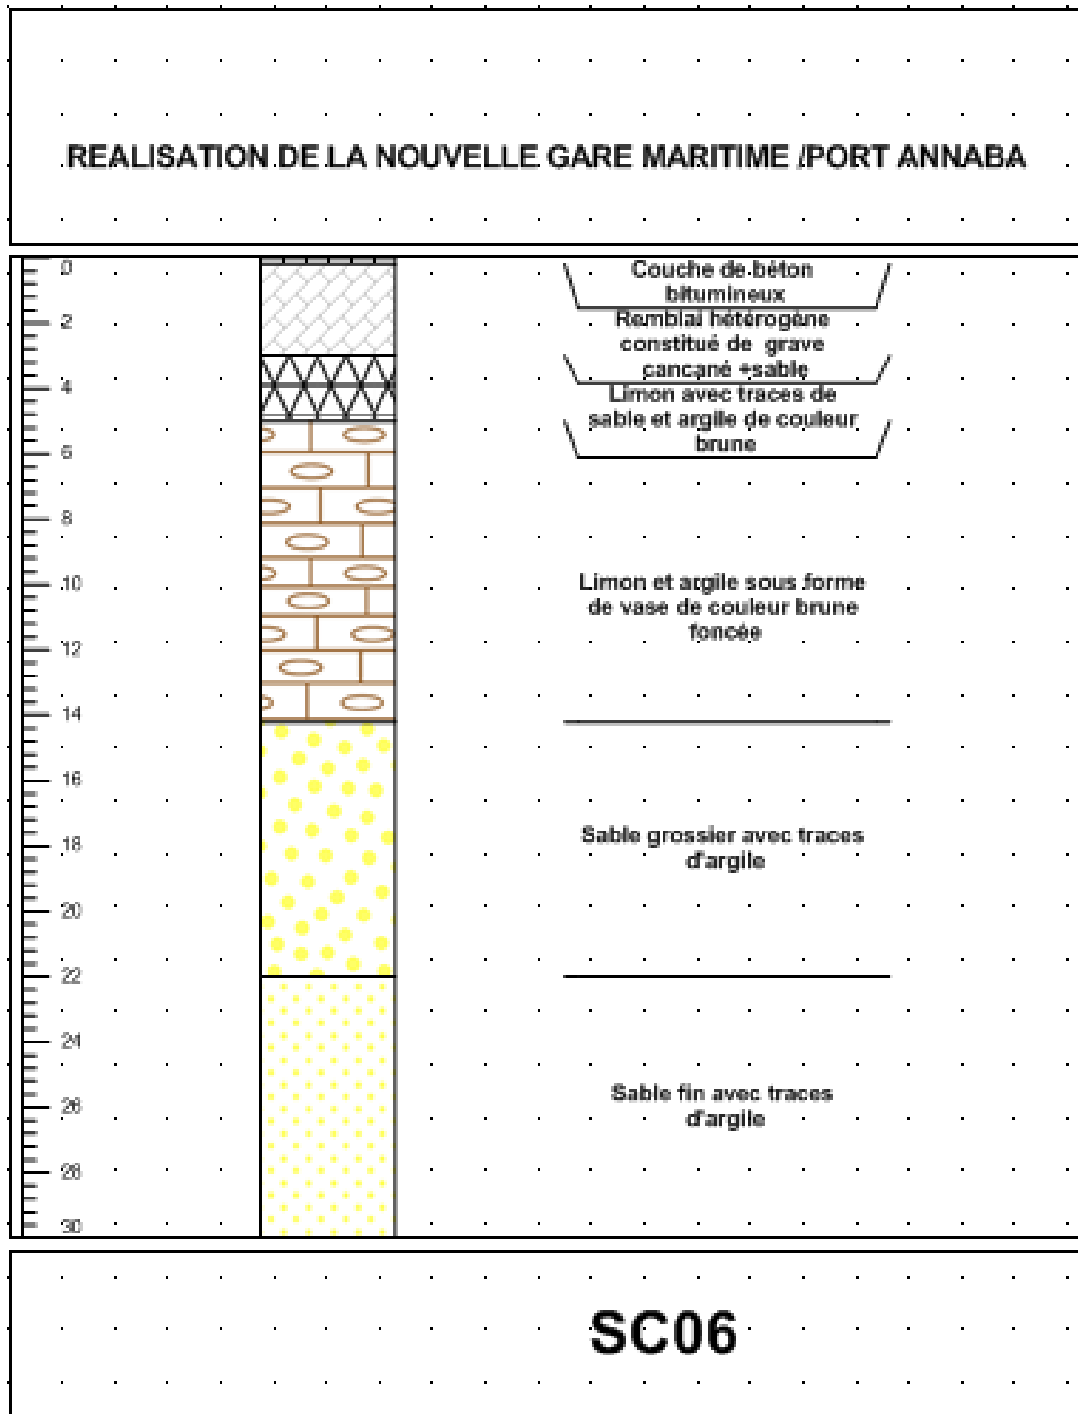 REALISATION DE LA NOUVELLE GARE MARITIME /PORT ANNABA
0
Couche de béton
bitumineux
2
Remblai hétérogène
constitué de grave
cancané +sable
4
Limon avec traces de
sable et argile de couleur
brune
6
8
10
Limon et argile sous forme
de vase de couleur brune
foncée
12
14
16
18
Sable grossier avec traces
d'argile
20
22
24
26
Sable fin avec traces
d'argile
28
30
SC06